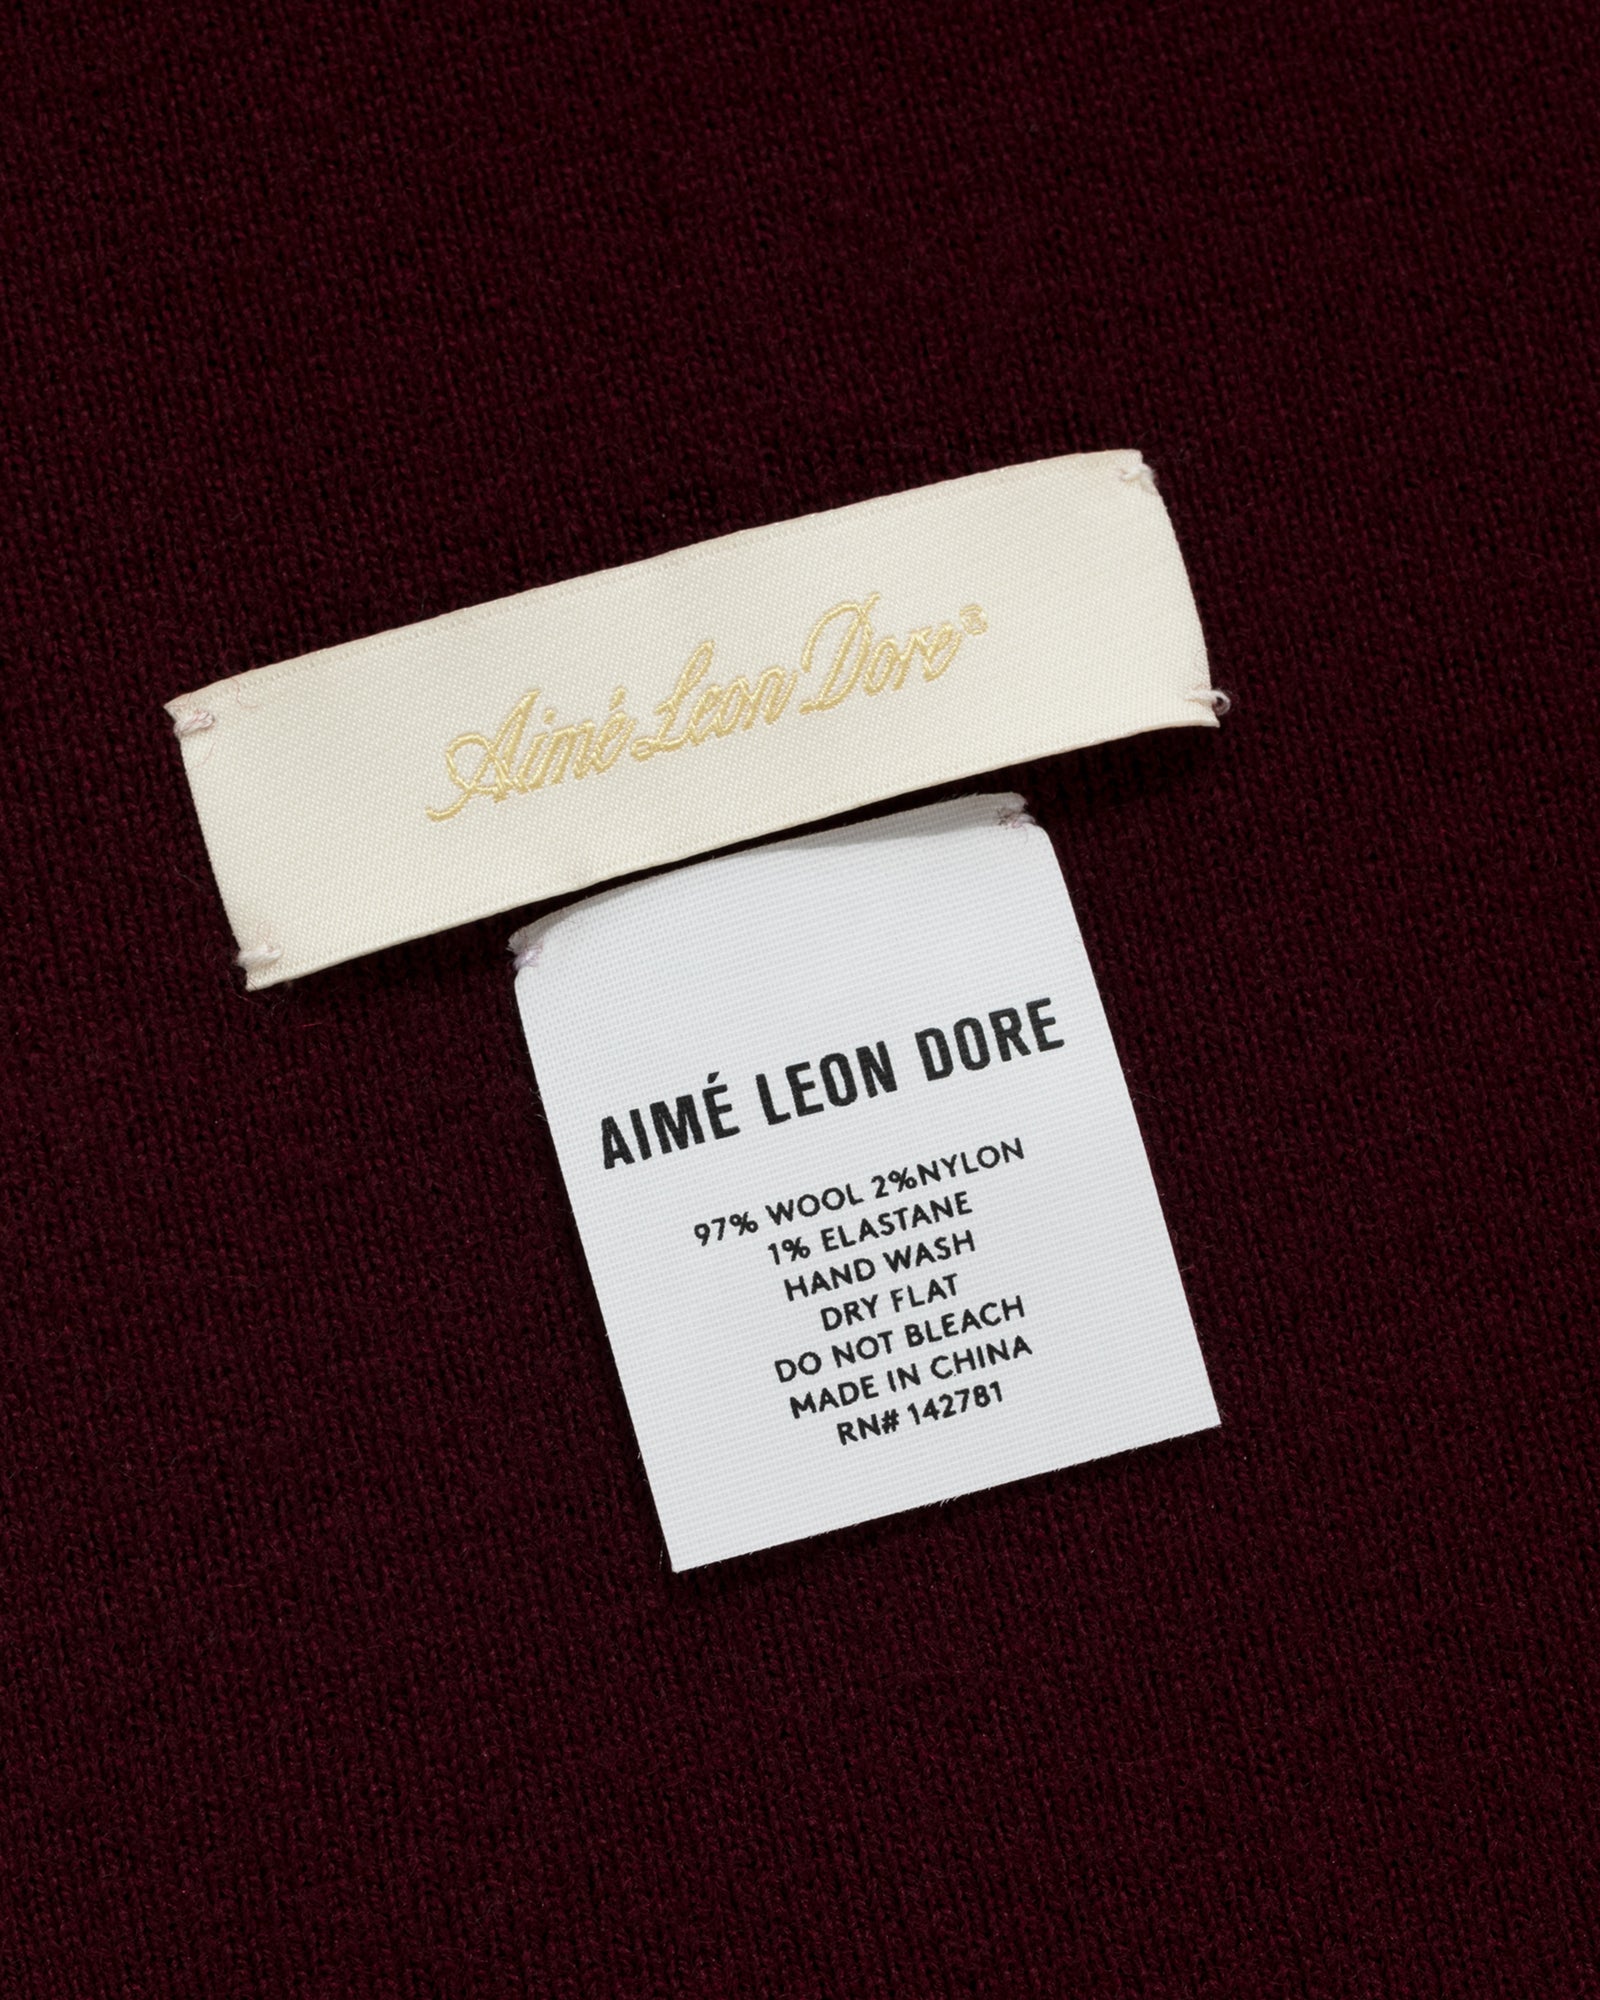 Aimé Leon Dore®
AIMÉ LEON DORE
97% WOOL 2%NYLON
1% ELASTANE
HAND WASH
DRY FLAT
DO NOT BLEACH
MADE IN CHINA
RN# 142781